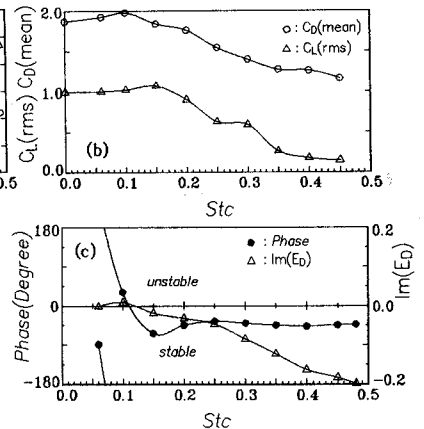 2.0
1.0
0.0
C_L(rms) C_D(mean)
○ : C_D(mean)
△ : C_L(rms)
(b)
0.5
0.0 0.1 0.2 0.3 0.4 0.5
Stc
180
0
-180
Phase(Degree)
(c)
● : Phase
△ : Im(E_D)
unstable
stable
0.2
0.0
-0.2
Im(E_D)
0.0 0.1 0.2 0.3 0.4 0.5
Stc